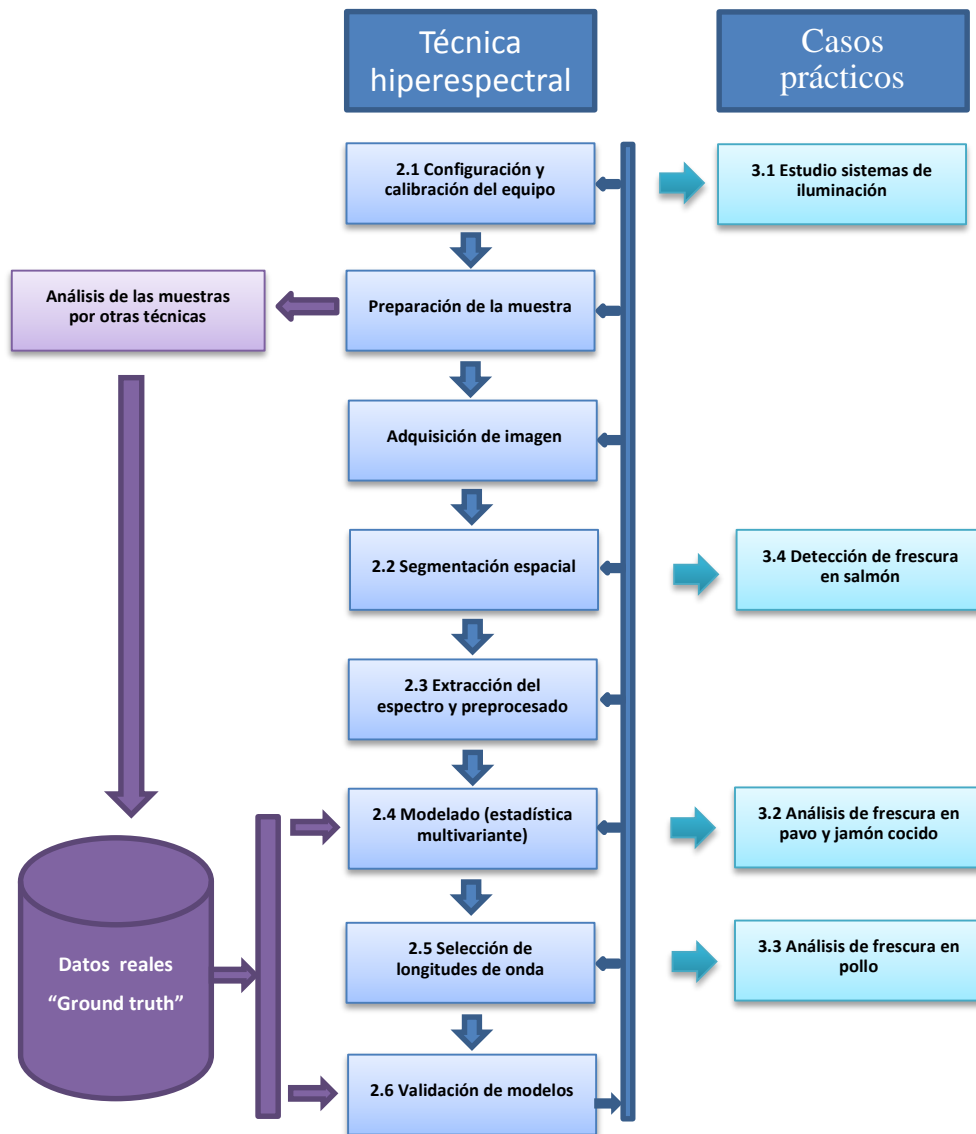 Técnica
hiperespectral
Casos
prácticos
2.1 Configuración y
calibración del equipo
3.1 Estudio sistemas de
iluminación
Análisis de las muestras
por otras técnicas
Preparación de la muestra
Adquisición de imagen
2.2 Segmentación espacial
3.4 Detección de frescura
en salmón
2.3 Extracción del
espectro y preprocesado
2.4 Modelado (estadística
multivariante)
3.2 Análisis de frescura en
pavo y jamón cocido
Datos reales
“Ground truth”
2.5 Selección de
longitudes de onda
3.3 Análisis de frescura en
pollo
2.6 Validación de modelos